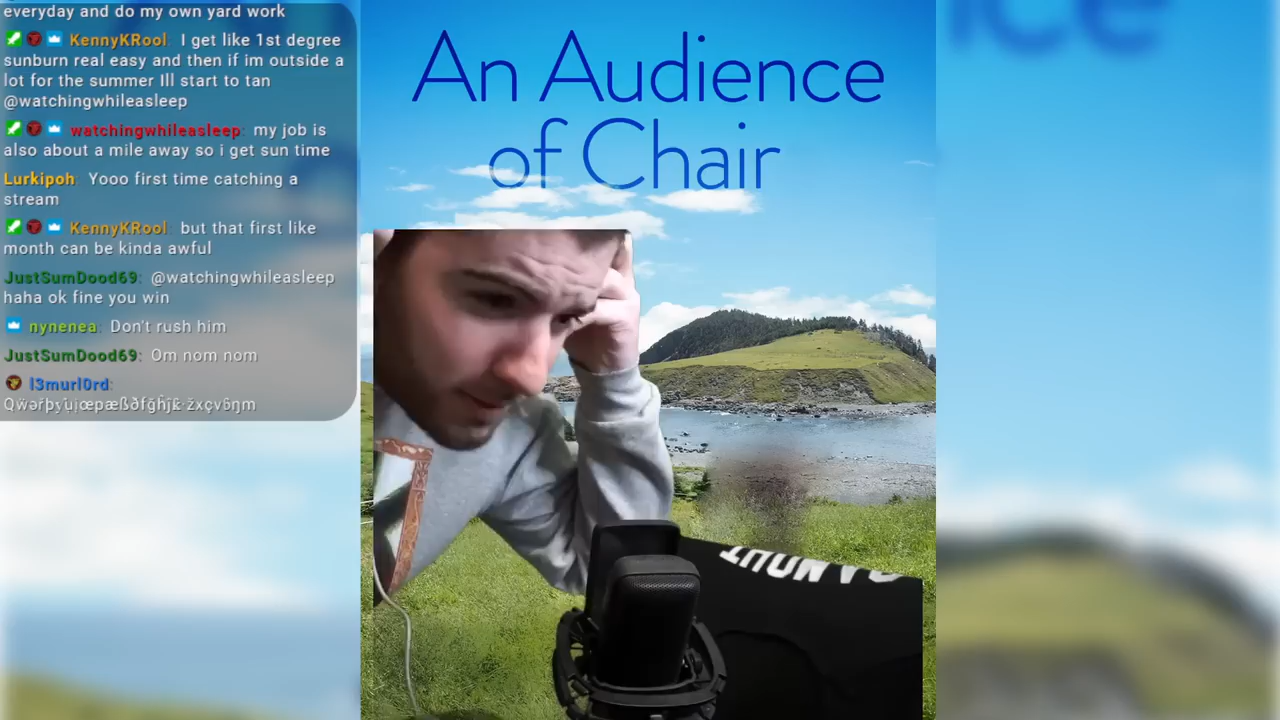 everyday and do my own yard work
KennyKRool: I get like 1st degree
sunburn real easy and then if im outside a
lot for the summer Ill start to tan
@watchingwhileasleep
watchingwhileasleep: my job is
also about a mile away so i get sun time
Lurkipoh: Yooo first time catching a
stream
KennyKRool: but that first like
month can be kinda awful
JustSumDood69: @watchingwhileasleep
haha ok fine you win
nynenea: Don't rush him
JustSumDood69: Om nom nom
l3murl0rd:
An Audience
of Chair